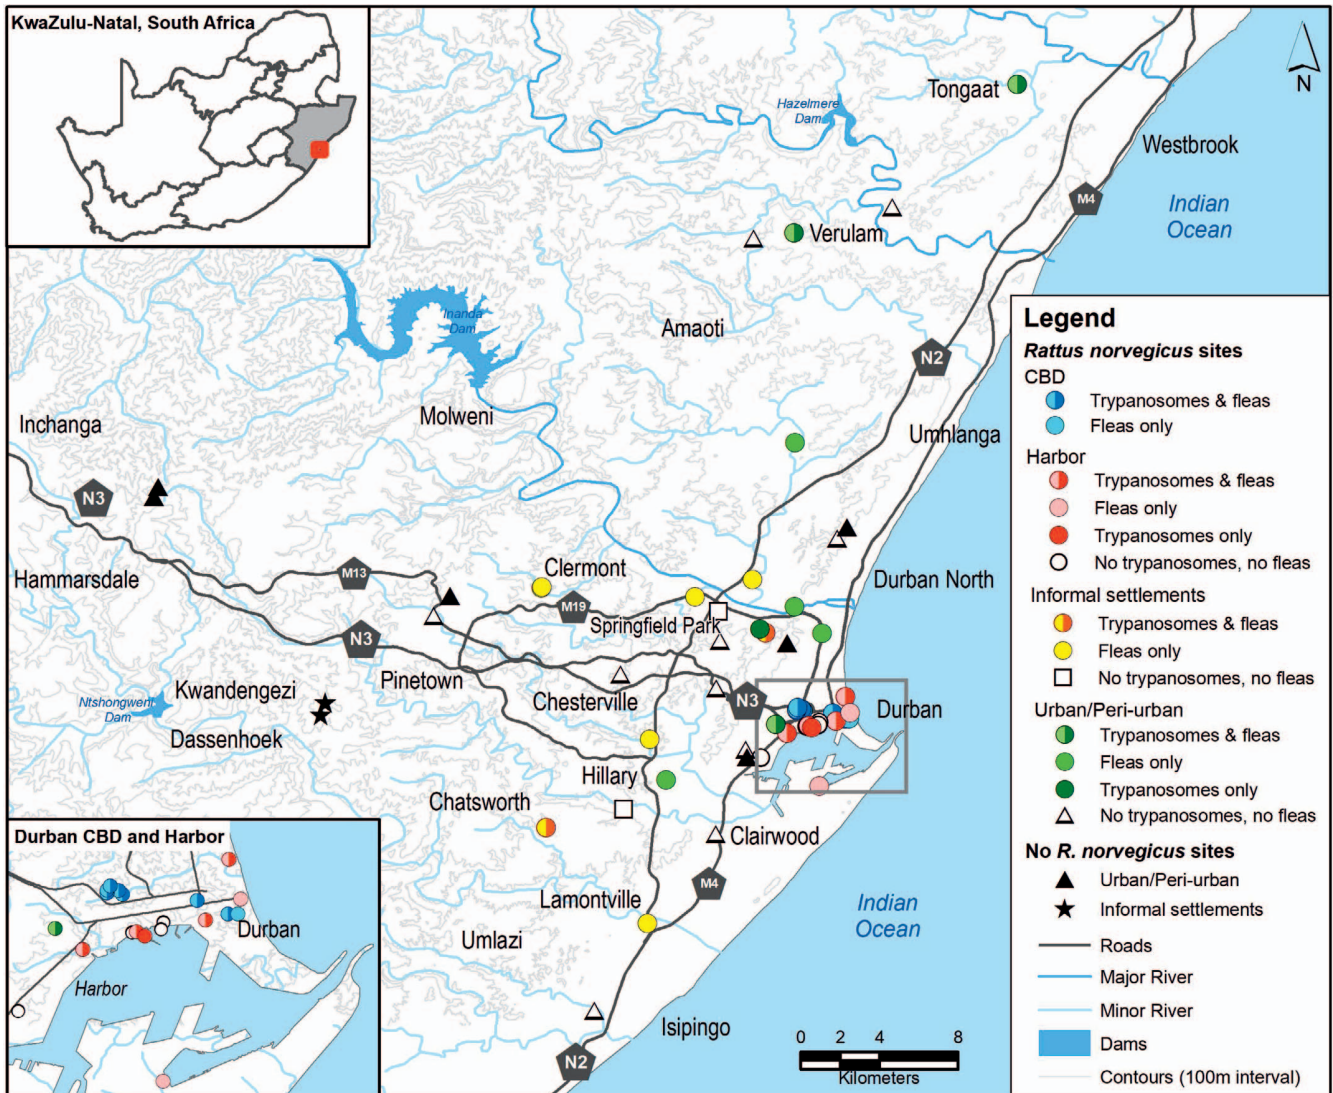 KwaZulu-Natal, South Africa
N
Tongaat
Hazelmere
Dam
Westbrook
M4
Indian
Ocean
Verulam
Inanda
Dam
Amaoti
N2
Molweni
Inchanga
Umhlanga
N3
Hammarsdale
M13
Clermont
Durban North
M19
Springfield Park
N3
Pinetown
Kwandengezi
Ntshongweni
Dam
Chesterville
N3
Durban
Dassenhoek
Hillary
Chatsworth
Clairwood
M4
Lamontville
Indian
Ocean
Umlazi
Isipingo
N2
0 2 4 8
Kilometers
Durban CBD and Harbor
Durban
Harbor
Legend
Rattus norvegicus sites
CBD
Trypanosomes & fleas
Fleas only
Harbor
Trypanosomes & fleas
Fleas only
Trypanosomes only
No trypanosomes, no fleas
Informal settlements
Trypanosomes & fleas
Fleas only
No trypanosomes, no fleas
Urban/Peri-urban
Trypanosomes & fleas
Fleas only
Trypanosomes only
No trypanosomes, no fleas
No R. norvegicus sites
Urban/Peri-urban
Informal settlements
Roads
Major River
Minor River
Dams
Contours (100m interval)